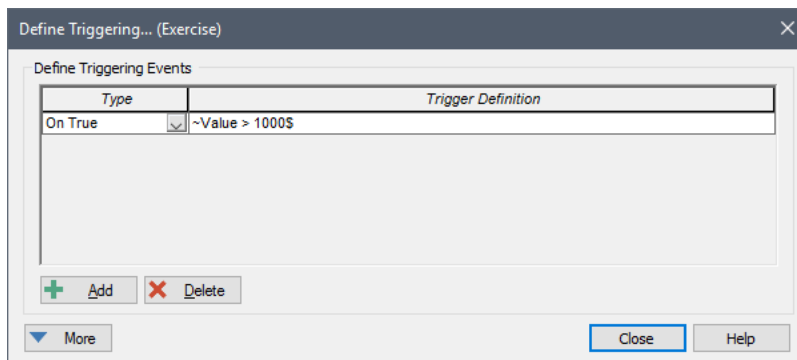 Define Triggering... (Exercise)
Define Triggering Events
Type Trigger Definition
On True ~Value > 1000$
Add Delete
More Close Help